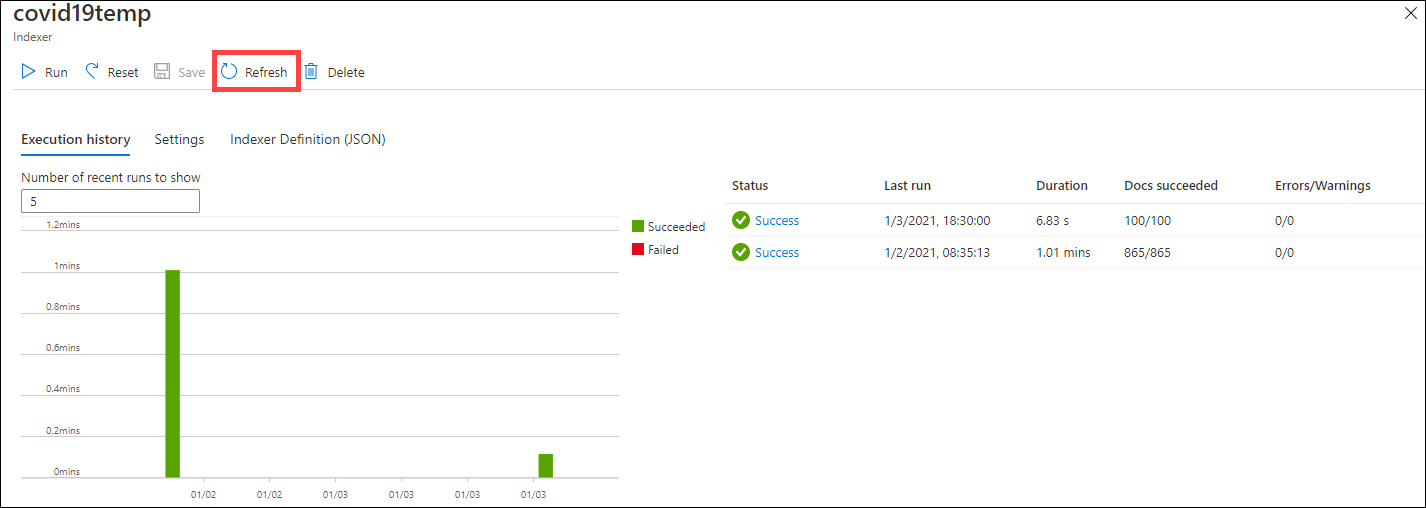 covid19temp
Indexer
Run Reset Save Refresh Delete
Execution history Settings Indexer Definition (JSON)
Number of recent runs to show
5
1.2mins
1mins
0.8mins
0.6mins
0.4mins
0.2mins
0mins
01/02 01/02 01/03 01/03 01/03 01/03
Succeeded
Failed
Status Last run Duration Docs succeeded Errors/Warnings
Success 1/3/2021, 18:30:00 6.83 s 100/100 0/0
Success 1/2/2021, 08:35:13 1.01 mins 865/865 0/0